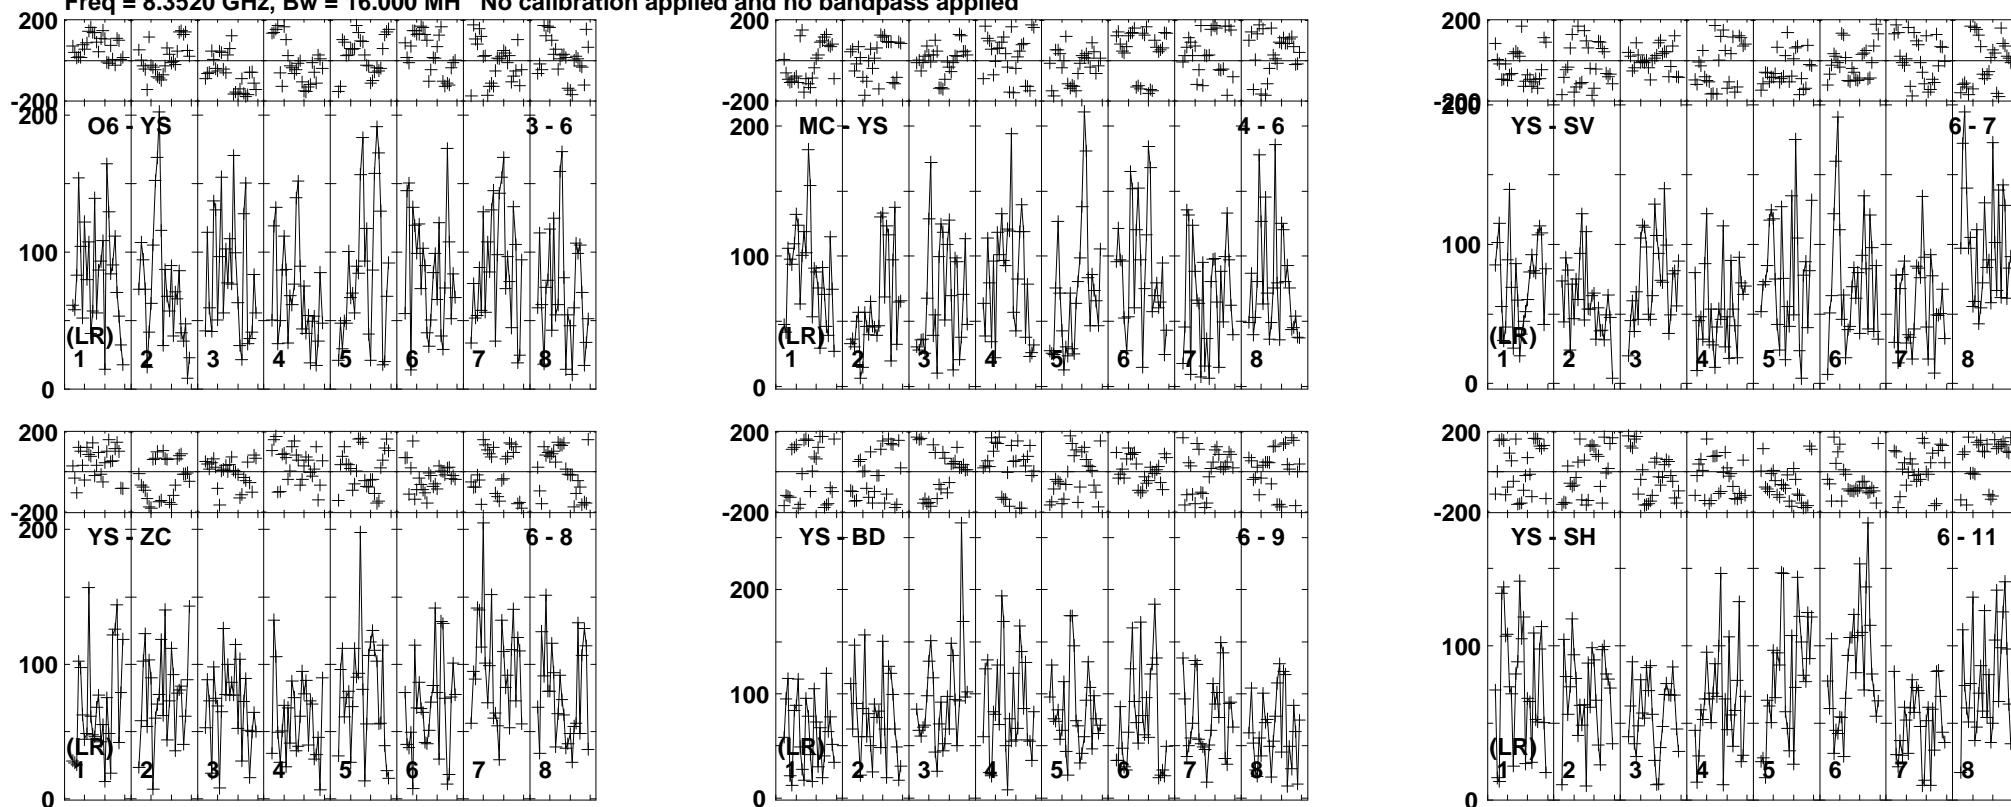 Freq = 8.3520 GHz, Bw = 16.000 MH No calibration applied and no bandpass applied
200
-200
200
O6 - YS
3 - 6
100
(LR)
1 2 3 4 5 6 7 8
0
200
-200
200
MC - YS
4 - 6
100
(LR)
1 2 3 4 5 6 7 8
0
200
-200
200
YS - SV
6 - 7
100
(LR)
1 2 3 4 5 6 7 8
0
200
-200
200
YS - ZC
6 - 8
100
(LR)
1 2 3 4 5 6 7 8
0
200
-200
YS - BD
6 - 9
200
100
(LR)
1 2 3 4 5 6 7 8
0
200
-200
YS - SH
6 - 11
100
(LR)
1 2 3 4 5 6 7 8
0